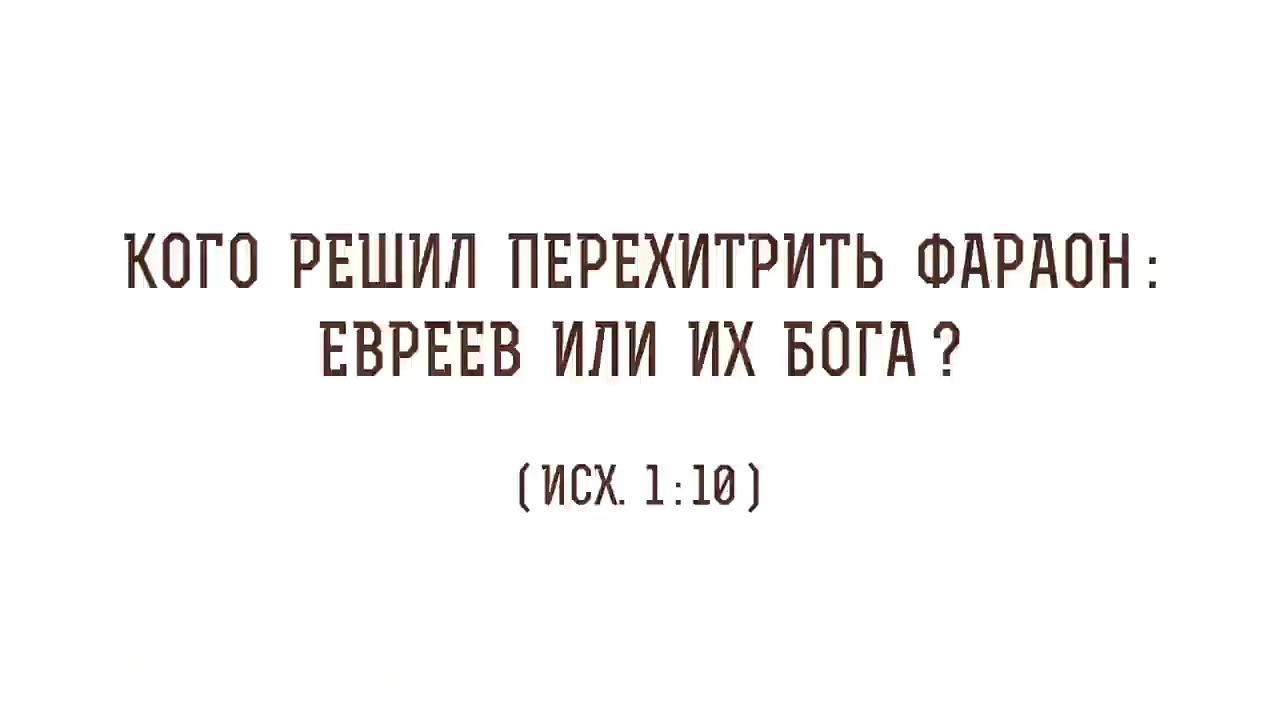 КОГО РЕШИЛ ПЕРЕХИТРИТЬ ФАРАОН:
ЕВРЕЕВ ИЛИ ИХ БОГА?
(ИСХ. 1:10)